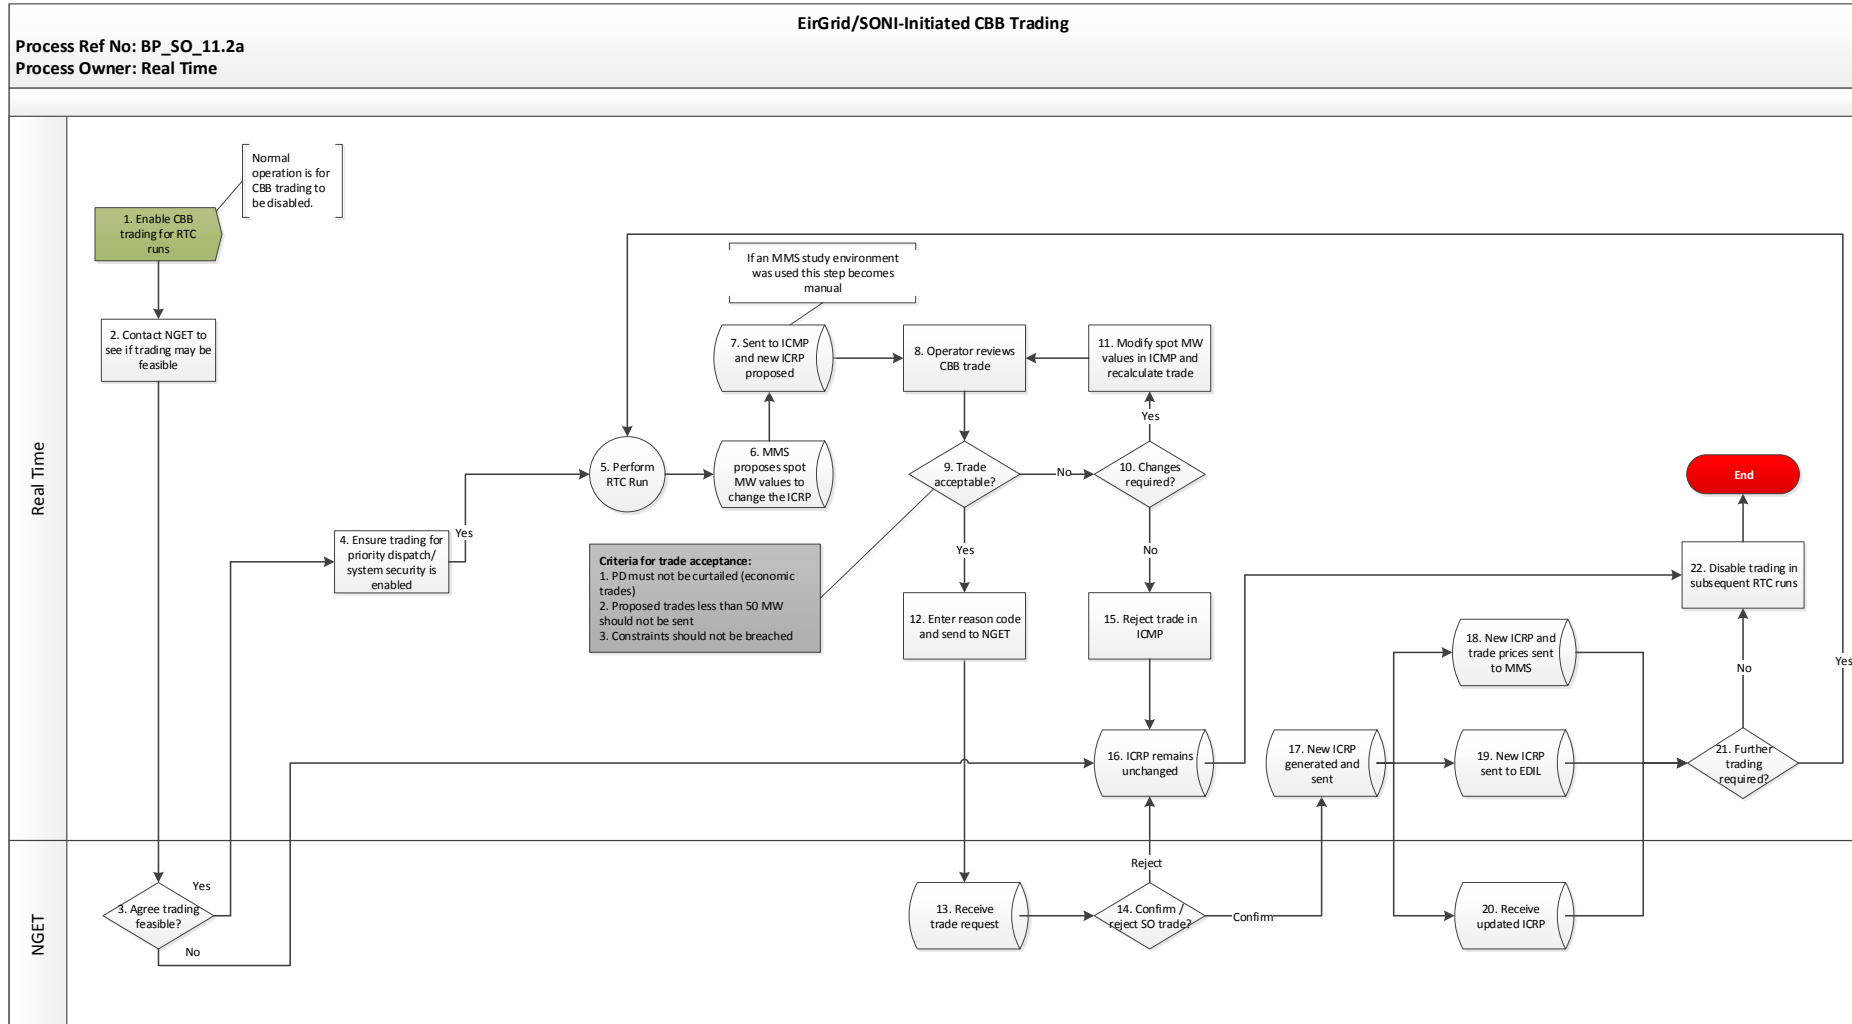 EirGrid/SONI-Initiated CBB Trading
Process Ref No: BP_SO_11.2a
Process Owner: Real Time
Real Time
NGET
Normal
operation is for
CBB trading to
be disabled.
1. Enable CBB
trading for RTC
runs
2. Contact NGET to
see if trading may be
feasible
3. Agree trading
feasible?
Yes
No
4. Ensure trading for
priority dispatch/
system security is
enabled
Yes
5. Perform
RTC Run
6. MMS
proposes spot
MW values to
change the ICRP
If an MMS study environment
was used this step becomes
manual
7. Sent to ICMP
and new ICRP
proposed
8. Operator reviews
CBB trade
9. Trade
acceptable?
No
Yes
Criteria for trade acceptance:
1. PD must not be curtailed (economic
trades)
2. Proposed trades less than 50 MW
should not be sent
3. Constraints should not be breached
10. Changes
required?
Yes
No
11. Modify spot MW
values in ICMP and
recalculate trade
12. Enter reason code
and send to NGET
13. Receive
trade request
14. Confirm /
reject SO trade?
Reject
Confirm
15. Reject trade in
ICMP
16. ICRP remains
unchanged
17. New ICRP
generated and
sent
18. New ICRP and
trade prices sent
to MMS
19. New ICRP
sent to EDIL
20. Receive
updated ICRP
21. Further
trading
required?
No
Yes
22. Disable trading in
subsequent RTC runs
End